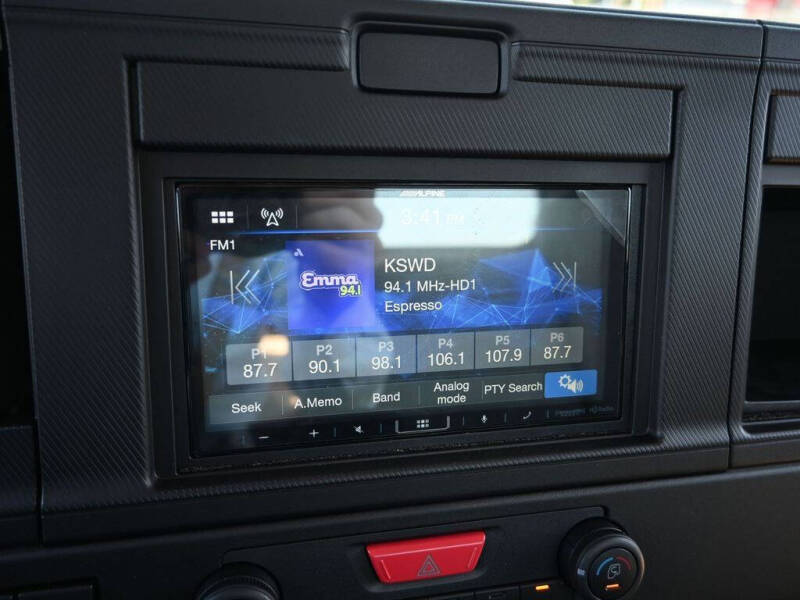 ALPINE
3:41 PM
FM1
Emma
94.1
KSWD
94.1 MHz-HD1
Espresso
P1 P2 P3 P4 P5 P6
87.7 90.1 98.1 106.1 107.9 87.7
Seek A.Memo Band Analog mode PTY Search